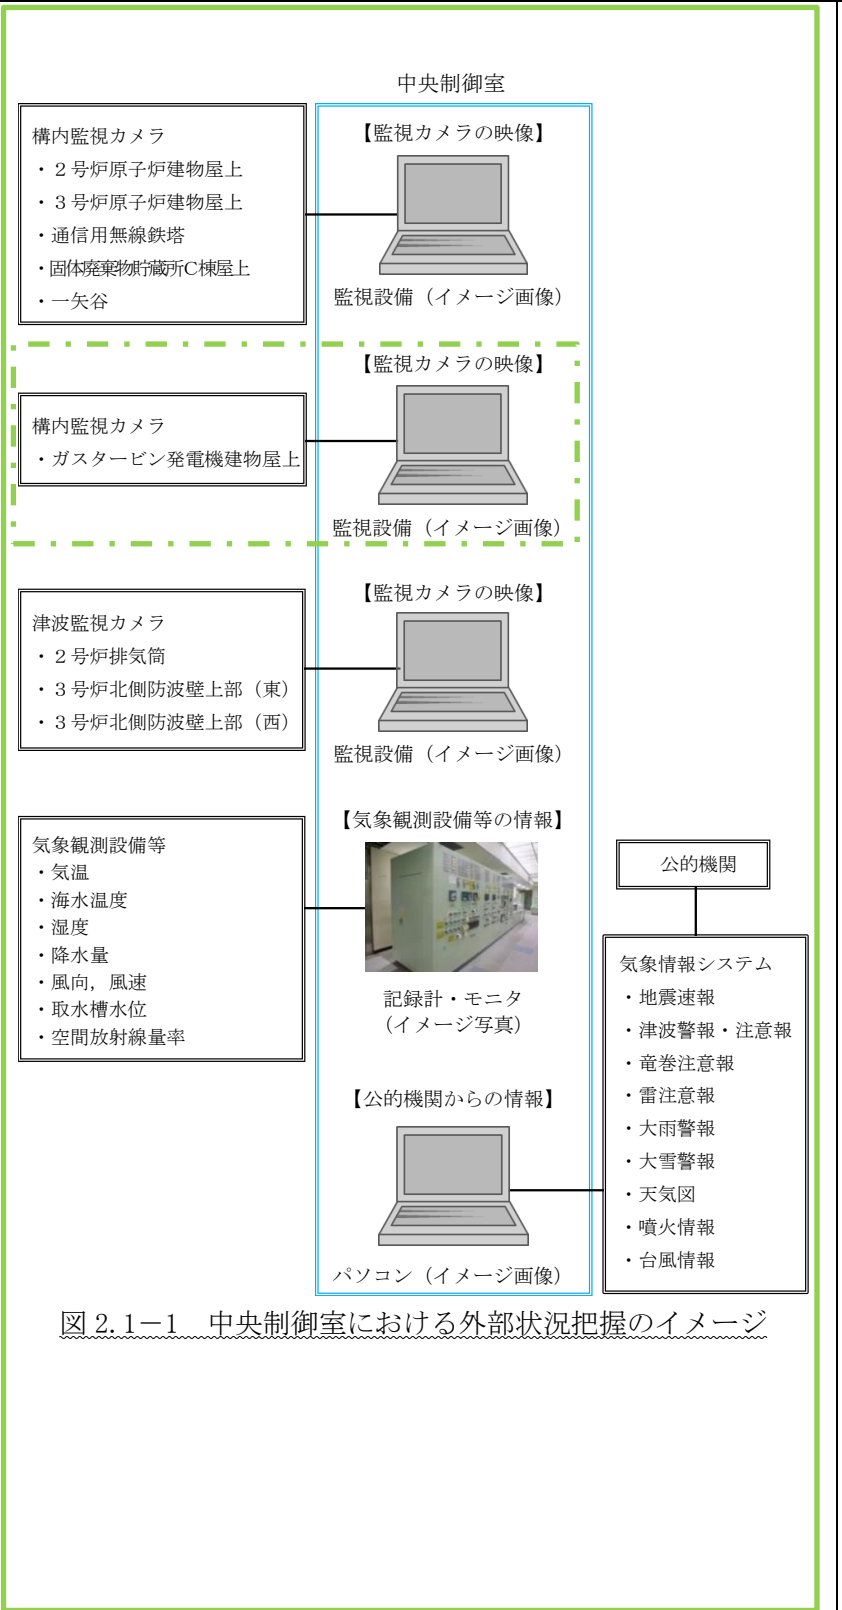 中央制御室
構内監視カメラ
・２号炉原子炉建物屋上
・３号炉原子炉建物屋上
・通信用無線鉄塔
・固体廃棄物貯蔵所C棟屋上
・一矢谷
【監視カメラの映像】
監視設備（イメージ画像）
構内監視カメラ
・ガスタービン発電機建物屋上
【監視カメラの映像】
監視設備（イメージ画像）
津波監視カメラ
・２号炉排気筒
・３号炉北側防波壁上部（東）
・３号炉北側防波壁上部（西）
【監視カメラの映像】
監視設備（イメージ画像）
気象観測設備等
・気温
・海水温度
・湿度
・降水量
・風向，風速
・取水槽水位
・空間放射線量率
【気象観測設備等の情報】
記録計・モニタ
（イメージ写真）
公的機関
気象情報システム
・地震速報
・津波警報・注意報
・竜巻注意報
・雷注意報
・大雨警報
・大雪警報
・天気図
・噴火情報
・台風情報
【公的機関からの情報】
パソコン（イメージ画像）
図 2.1－1　中央制御室における外部状況把握のイメージ